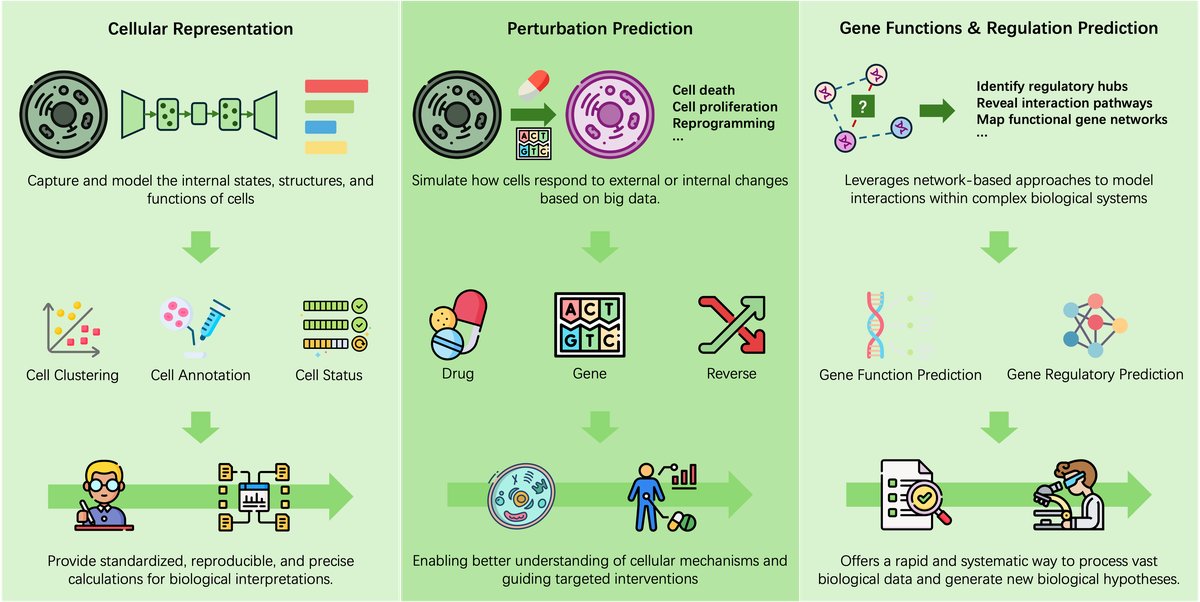 Cellular Representation
Capture and model the internal states, structures, and
functions of cells
Cell Clustering
Cell Annotation
Cell Status
Provide standardized, reproducible, and precise
calculations for biological interpretations.
Perturbation Prediction
A C T
G T C
Cell death
Cell proliferation
Reprogramming
...
Simulate how cells respond to external or internal changes
based on big data.
A C T
G T C
Drug
Gene
Reverse
Enabling better understanding of cellular mechanisms and
guiding targeted interventions
Gene Functions & Regulation Prediction
?
Identify regulatory hubs
Reveal interaction pathways
Map functional gene networks
...
Leverages network-based approaches to model
interactions within complex biological systems
Gene Function Prediction
Gene Regulatory Prediction
Offers a rapid and systematic way to process vast
biological data and generate new biological hypotheses.